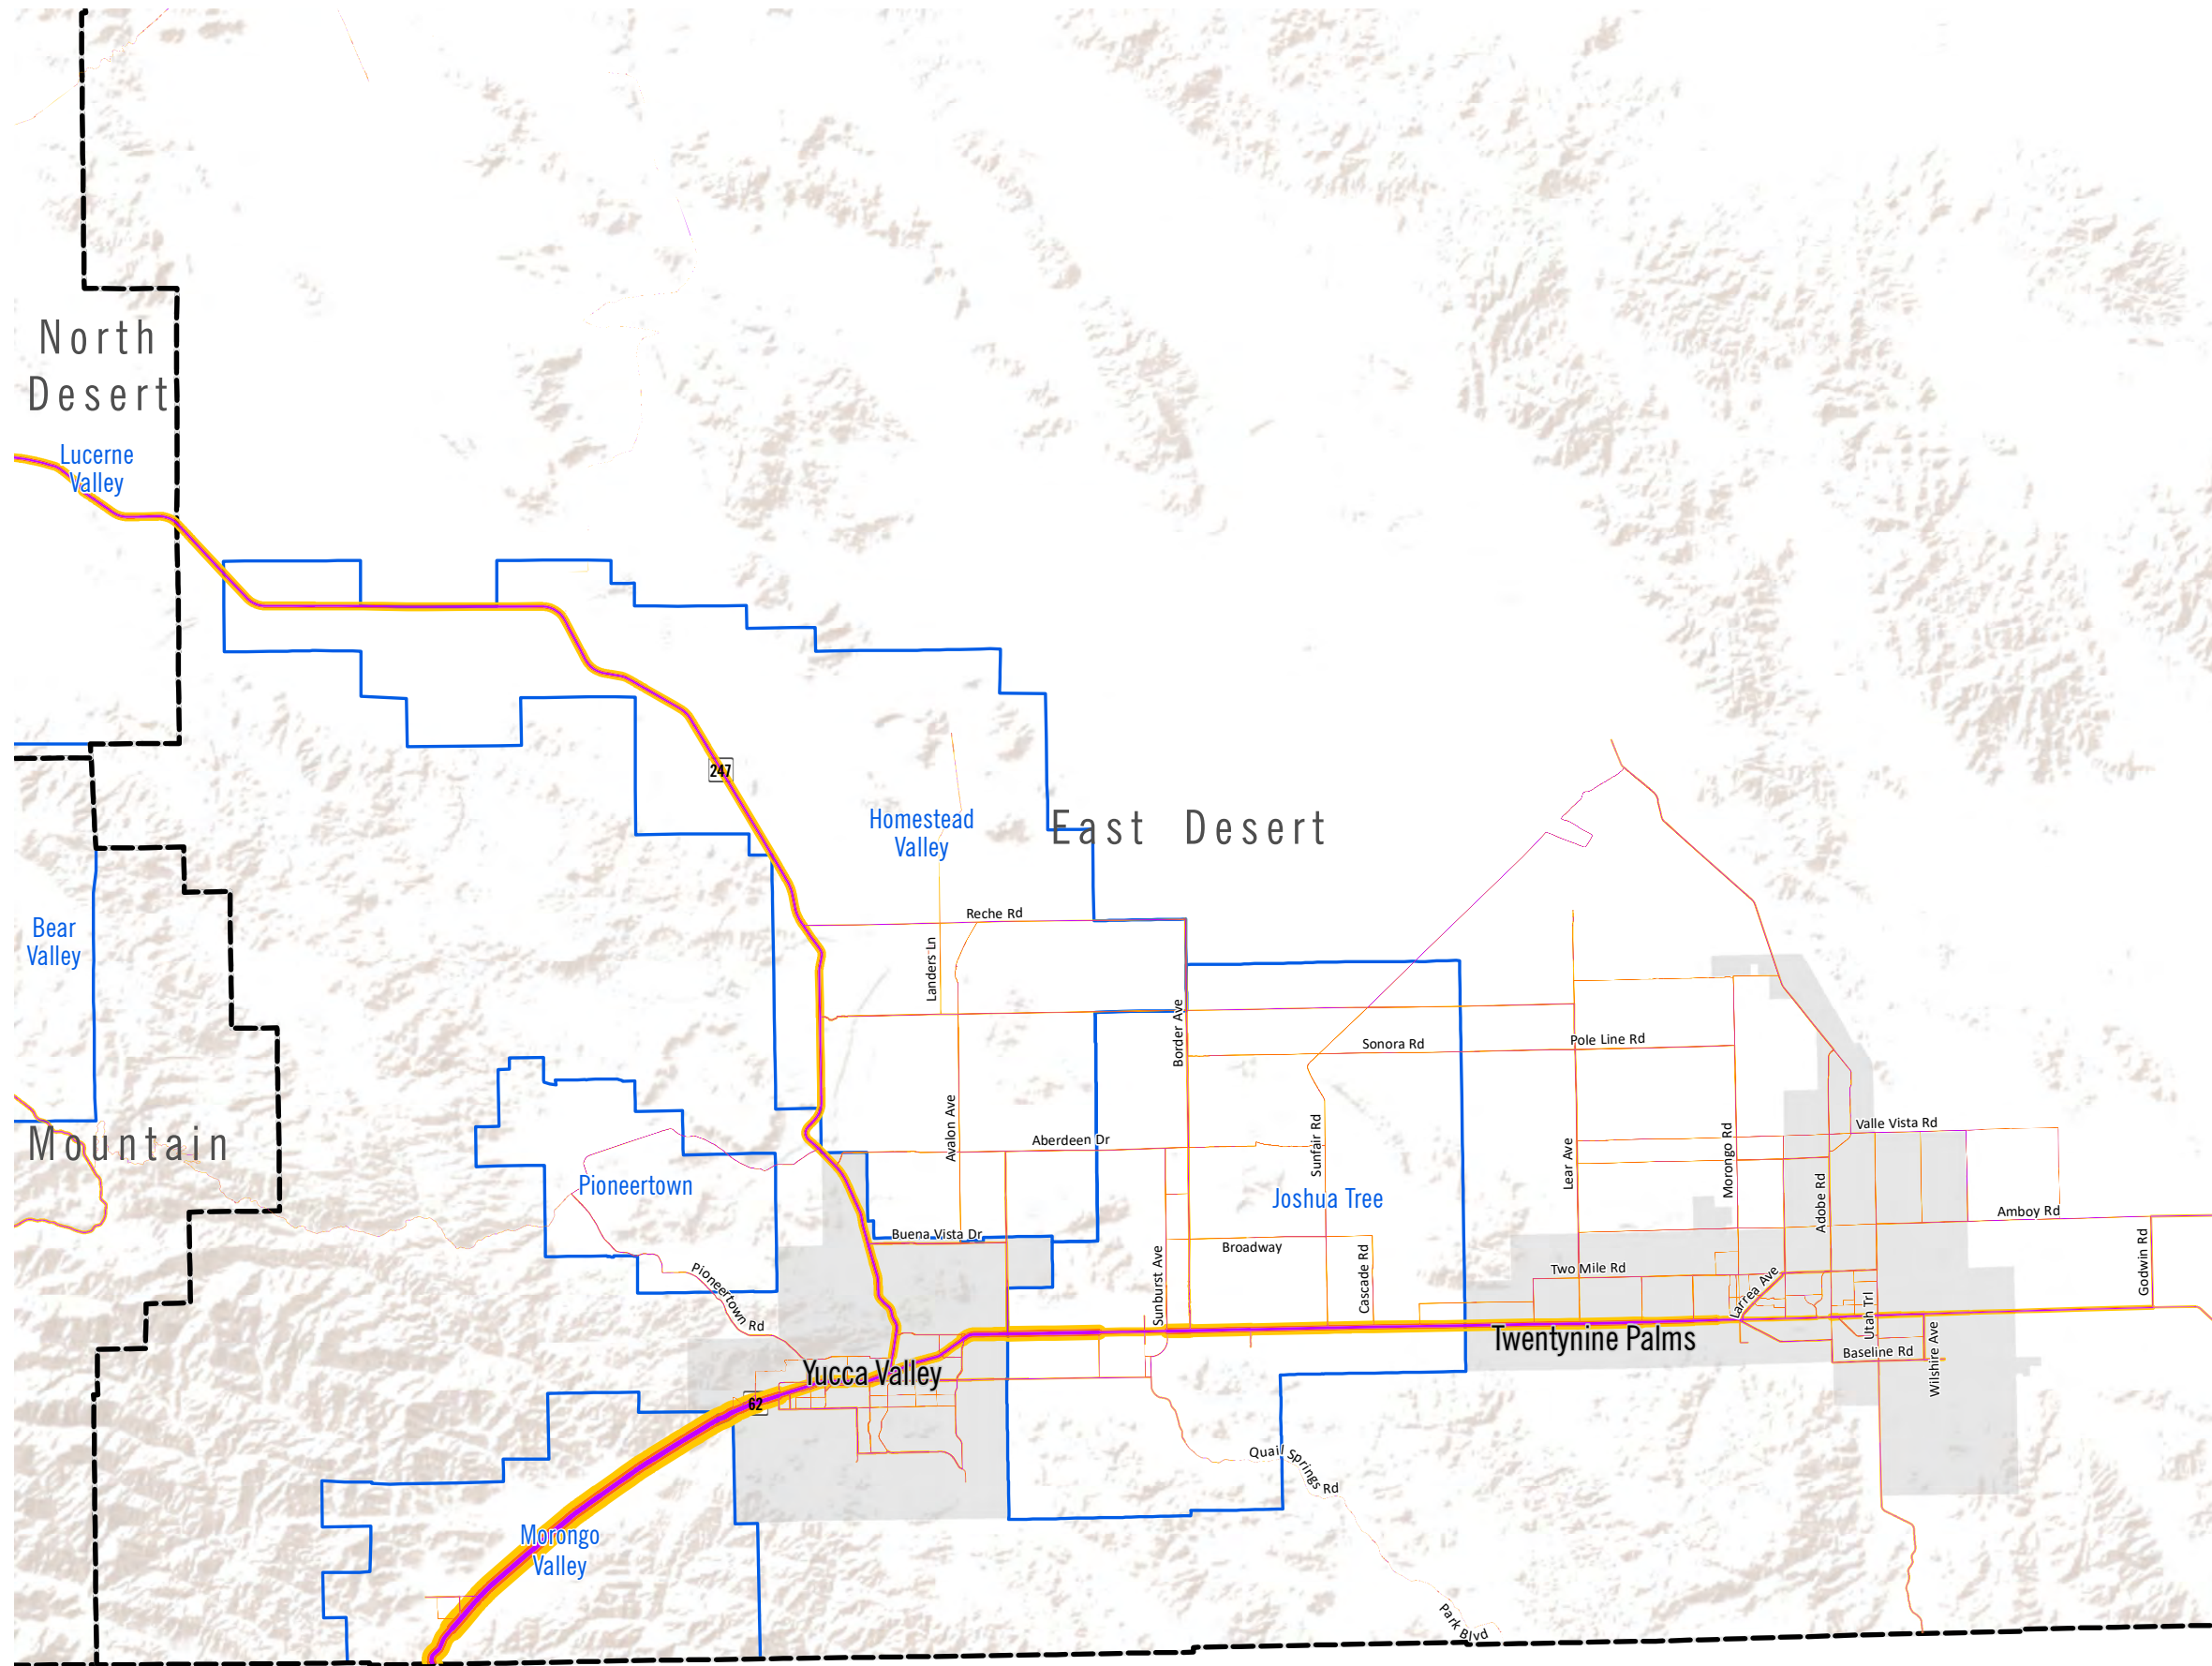 North
Desert
Lucerne
Valley
247
Homestead
Valley
East Desert
Bear
Valley
Reche Rd
Landers Ln
Border Ave
Sonora Rd
Pole Line Rd
Mountain
Avalon Ave
Aberdeen Dr
Sunfair Rd
Lear Ave
Morongo Rd
Valle Vista Rd
Pioneertown
Joshua Tree
Adobe Rd
Amboy Rd
Buena Vista Dr
Broadway
Sunburst Ave
Cascade Rd
Two Mile Rd
Larrea Ave
Godwin Rd
Pioneertown Rd
Utah Trl
Twentynine Palms
Baseline Rd
Wilshire Ave
Yucca Valley
62
Quail Springs Rd
Morongo
Valley
Park Blvd